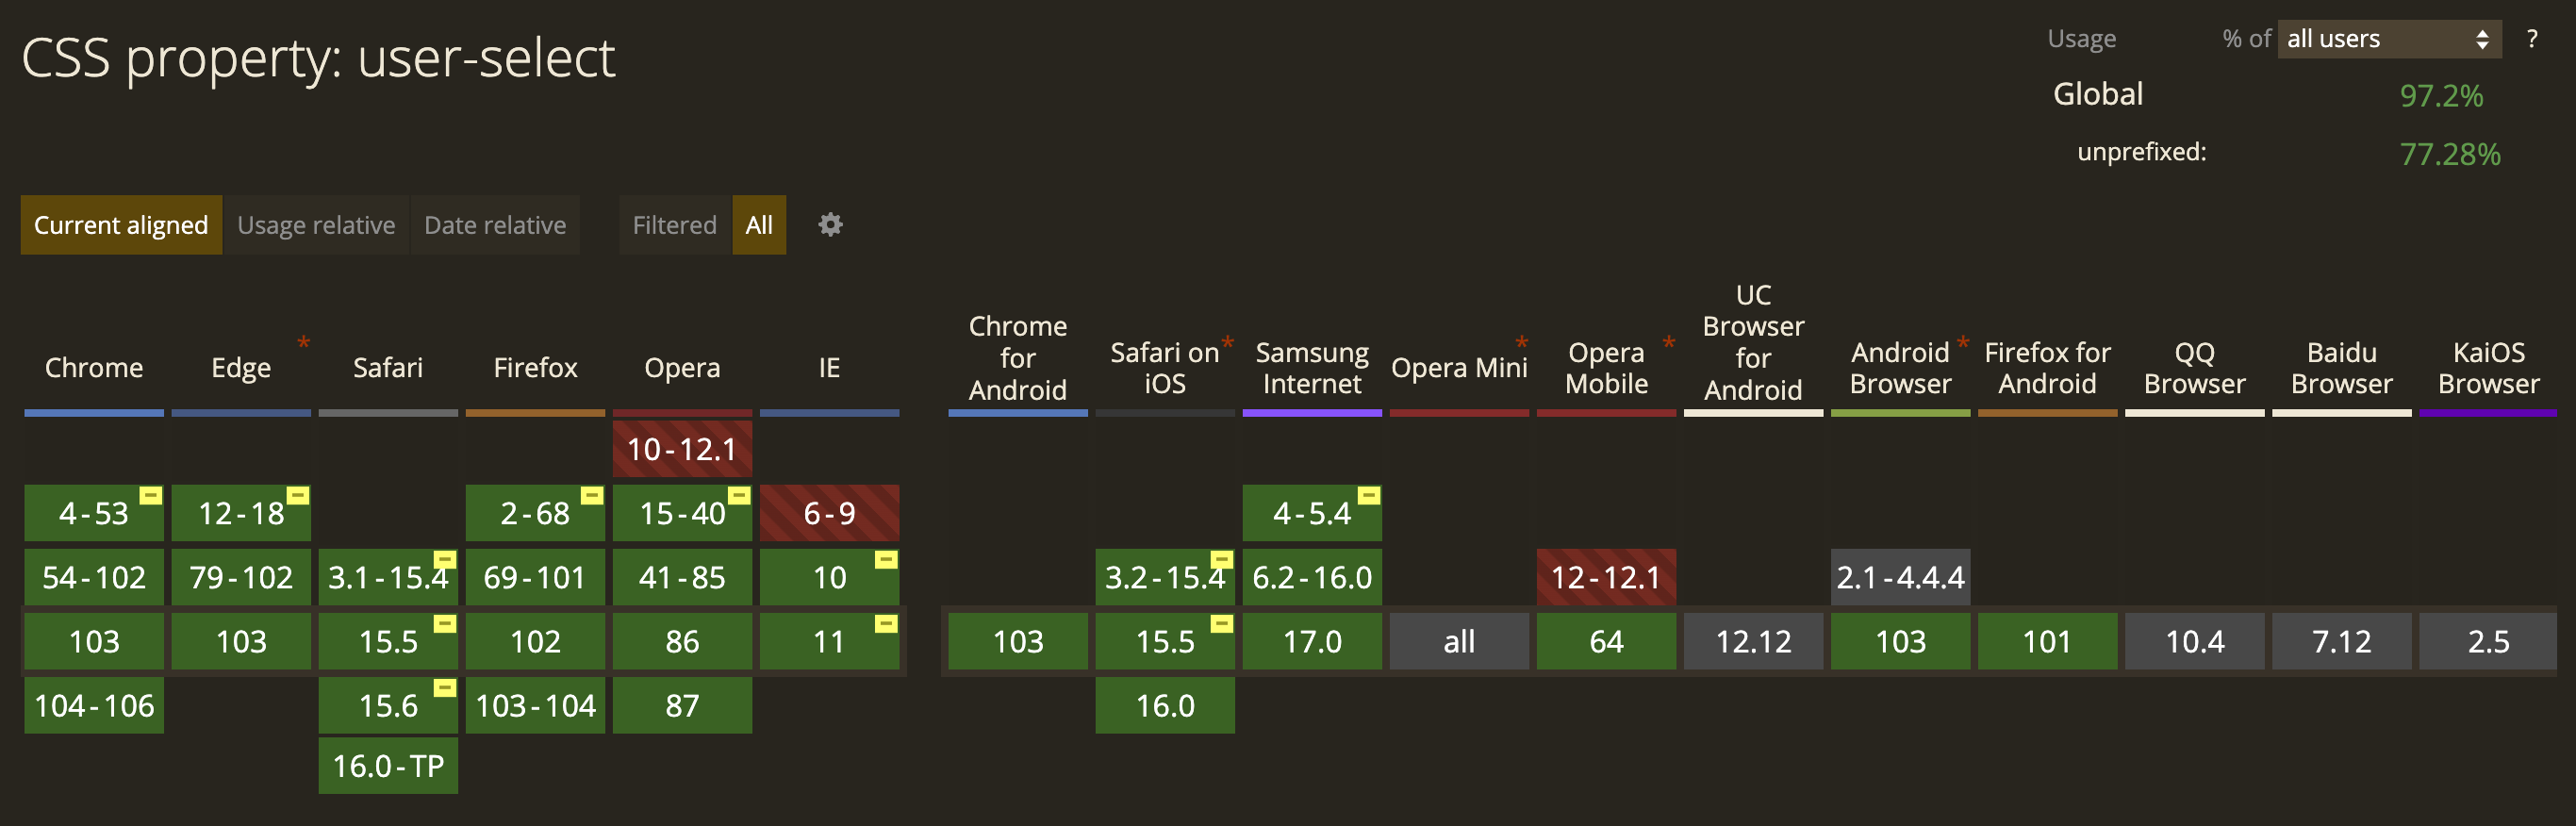 CSS property: user-select
Usage % of all users ?
Global 97.2%
unprefixed: 77.28%
Current aligned Usage relative Date relative Filtered All
Chrome
Edge *
Safari
Firefox
Opera
IE
Chrome
for
Android
Safari on *
iOS
Samsung
Internet
Opera Mini *
Opera *
Mobile
UC
Browser
for
Android
Android *
Browser
Firefox for
Android
QQ
Browser
Baidu
Browser
KaiOS
Browser
10-12.1
4-53 12-18 2-68 15-40 6-9 4-5.4
54-102 79-102 3.1-15.4 69-101 41-85 10 3.2-15.4 6.2-16.0 12-12.1 2.1-4.4.4
103 103 15.5 102 86 11 103 15.5 17.0 all 64 12.12 103 101 10.4 7.12 2.5
104-106 15.6 103-104 87 16.0
16.0-TP